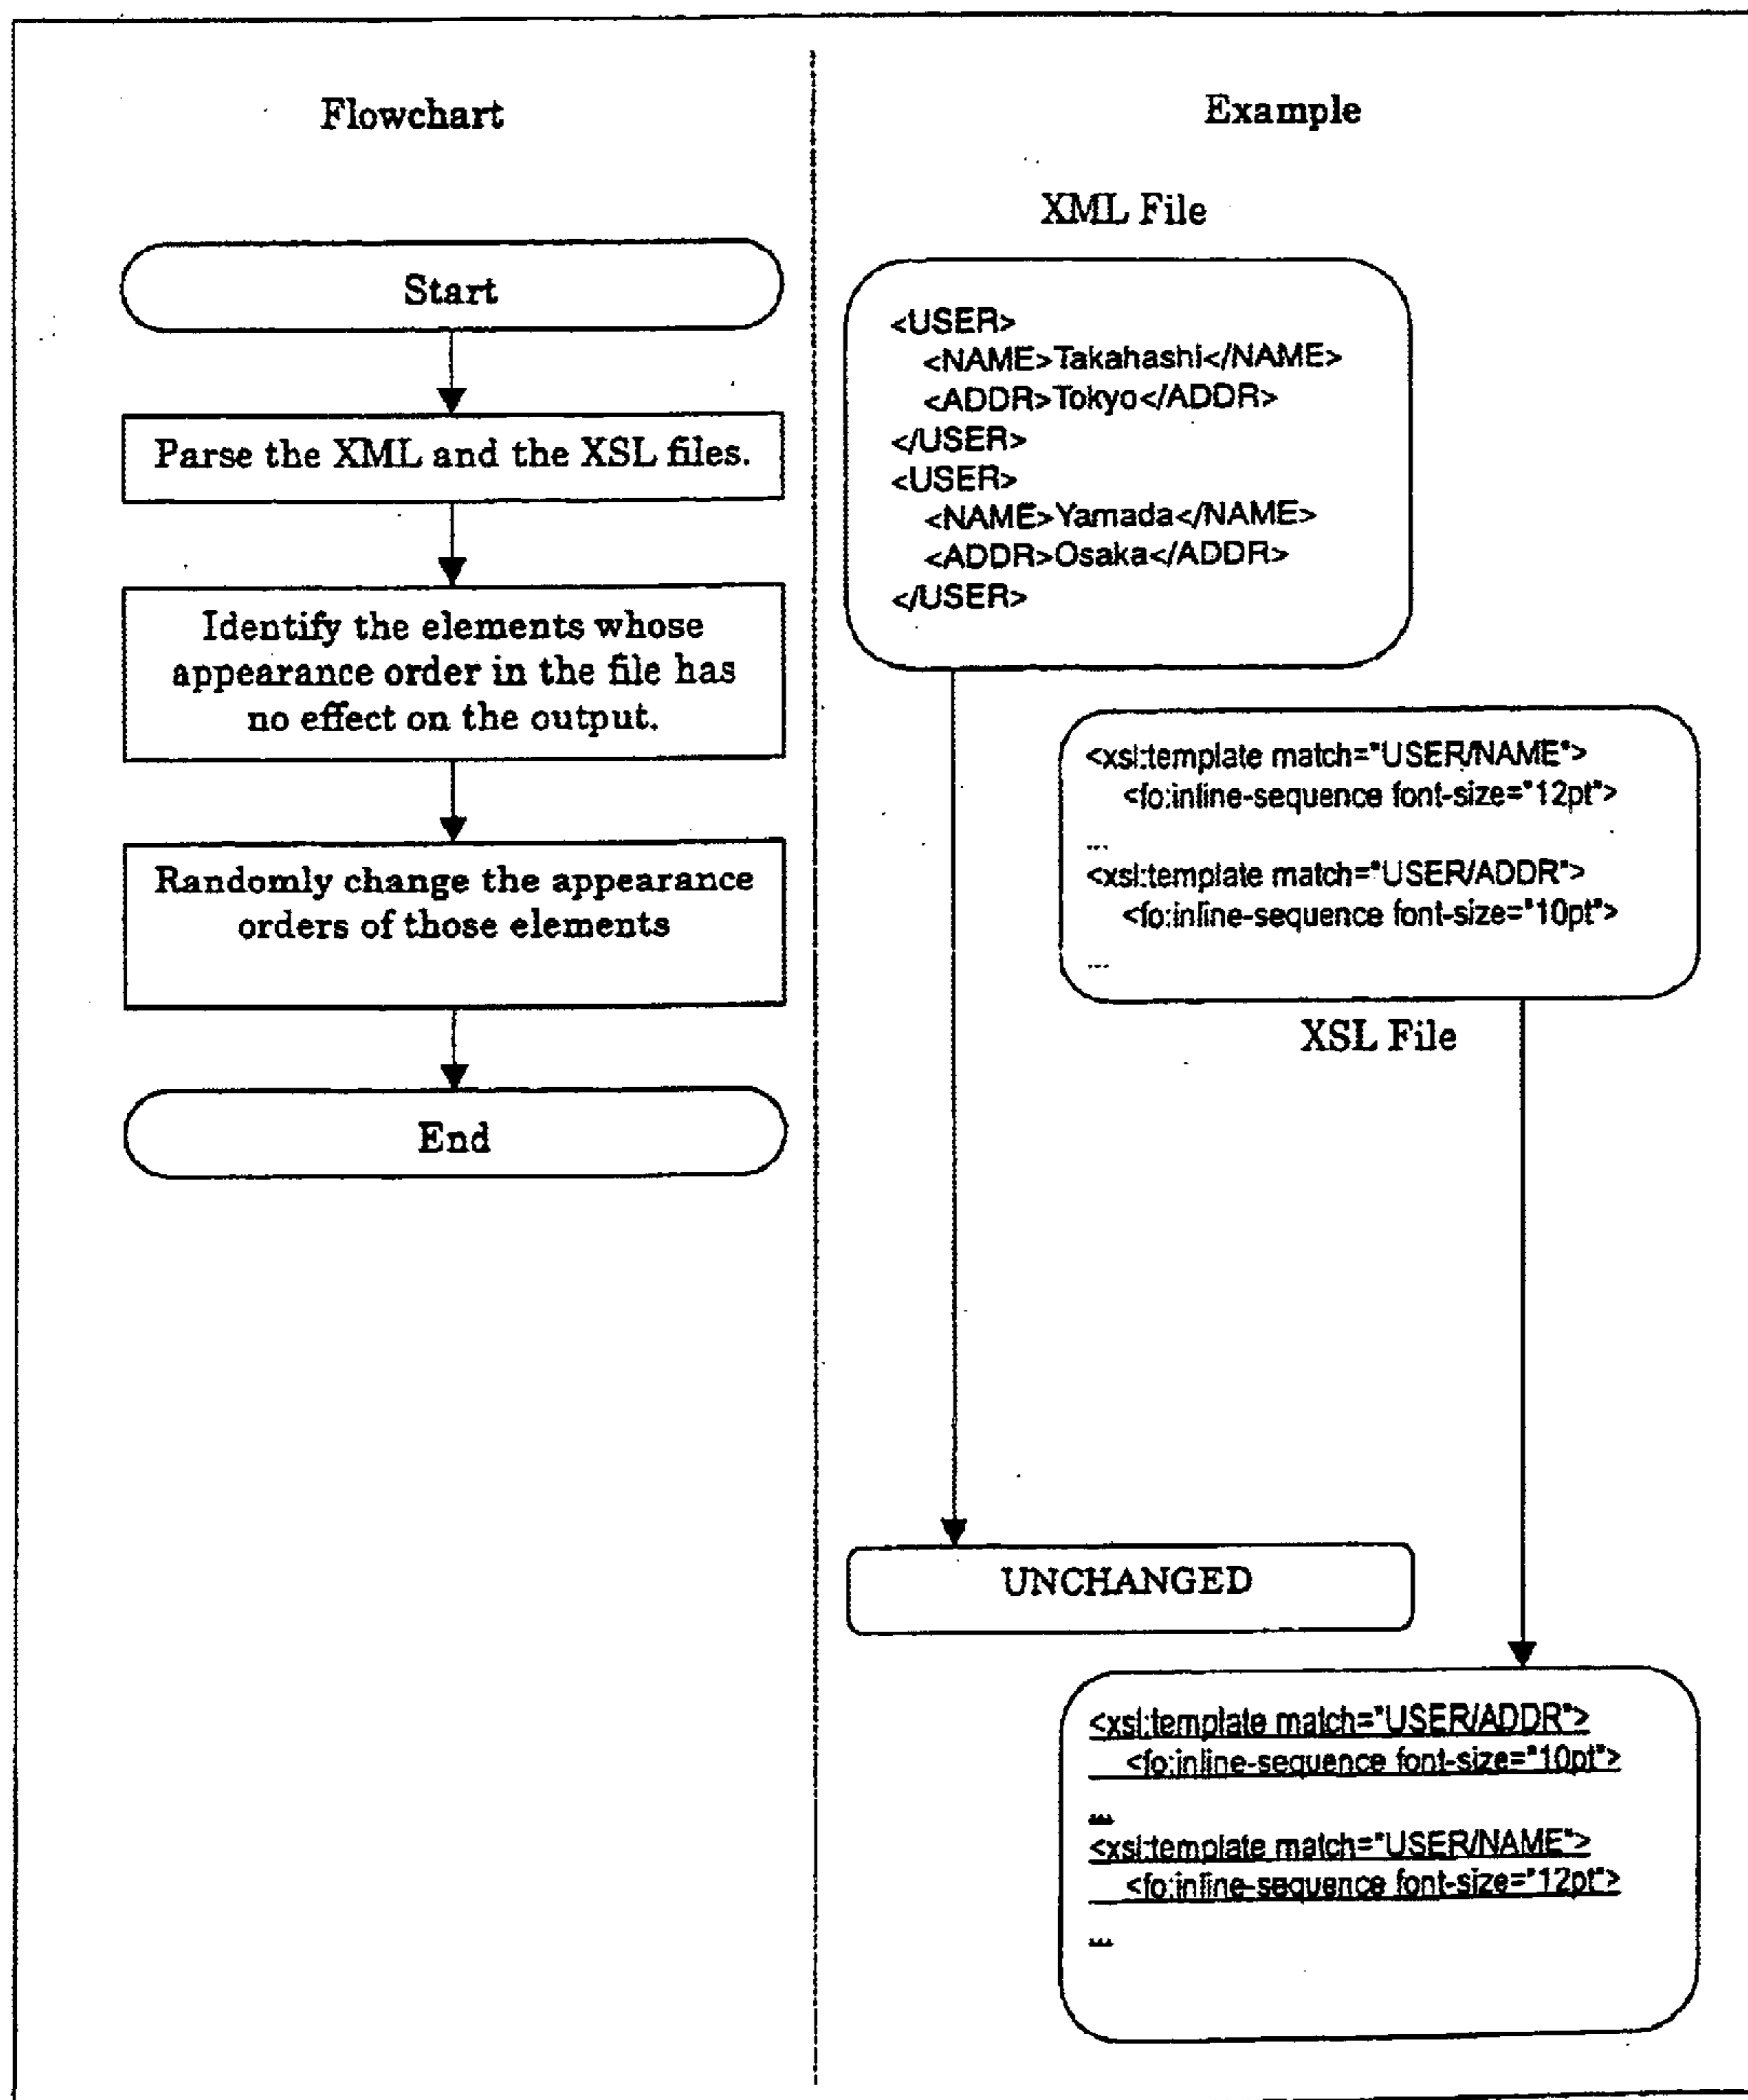 Flowchart
Start
Parse the XML and the XSL files.
Identify the elements whose
appearance order in the file has
no effect on the output.
Randomly change the appearance
orders of those elements
End
Example
XML File
<USER>
<NAME>Takahashi</NAME>
<ADDR>Tokyo</ADDR>
</USER>
<USER>
<NAME>Yamada</NAME>
<ADDR>Osaka</ADDR>
</USER>
<xsl:template match="USER/NAME">
<fo:inline-sequence font-size="12pt">
...
<xsl:template match="USER/ADDR">
<fo:inline-sequence font-size="10pt">
...
XSL File
UNCHANGED
<xsl:template match="USER/ADDR">
<fo:inline-sequence font-size="10pt">
...
<xsl:template match="USER/NAME">
<fo:inline-sequence font-size="12pt">
...